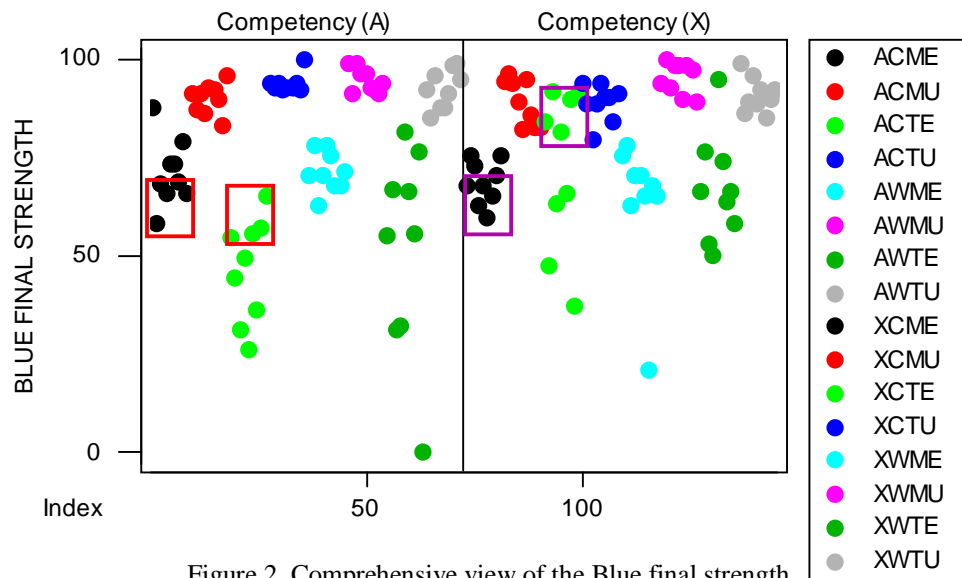 Competency (A) Competency (X)
100
50
0
BLUE FINAL STRENGTH
Index 50 100
ACME
ACMU
ACTE
ACTU
AWME
AWMU
AWTE
AWTU
XCME
XCMU
XCTE
XCTU
XWME
XWMU
XWTE
XWTU
Figure 2. Comprehensive view of the Blue final strength